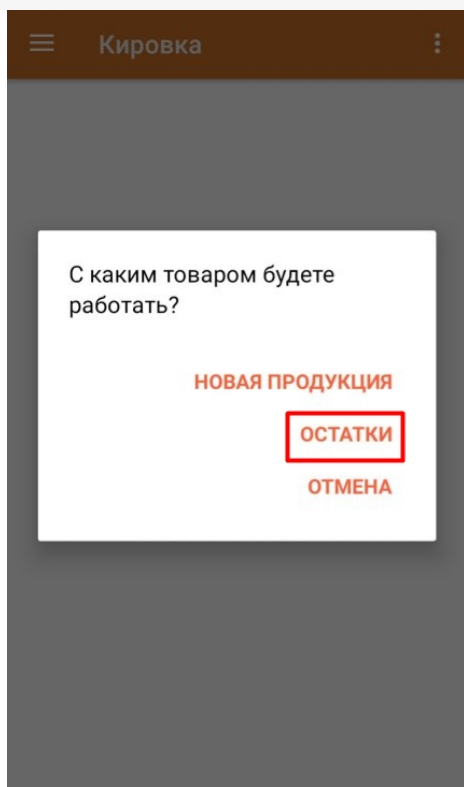 Кировка
С каким товаром будете
работать?
НОВАЯ ПРОДУКЦИЯ
ОСТАТКИ
ОТМЕНА